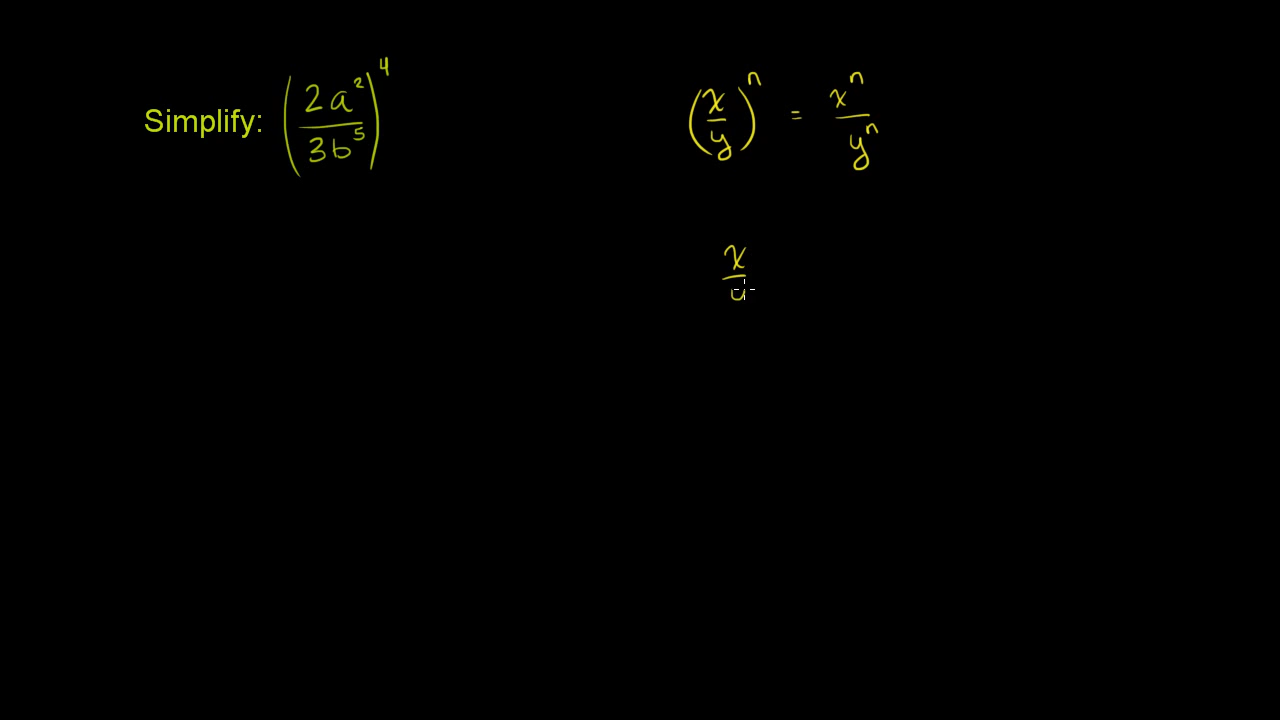 Simplify: (2a²/3b⁵)⁴
(x/y)ⁿ = xⁿ/yⁿ
x